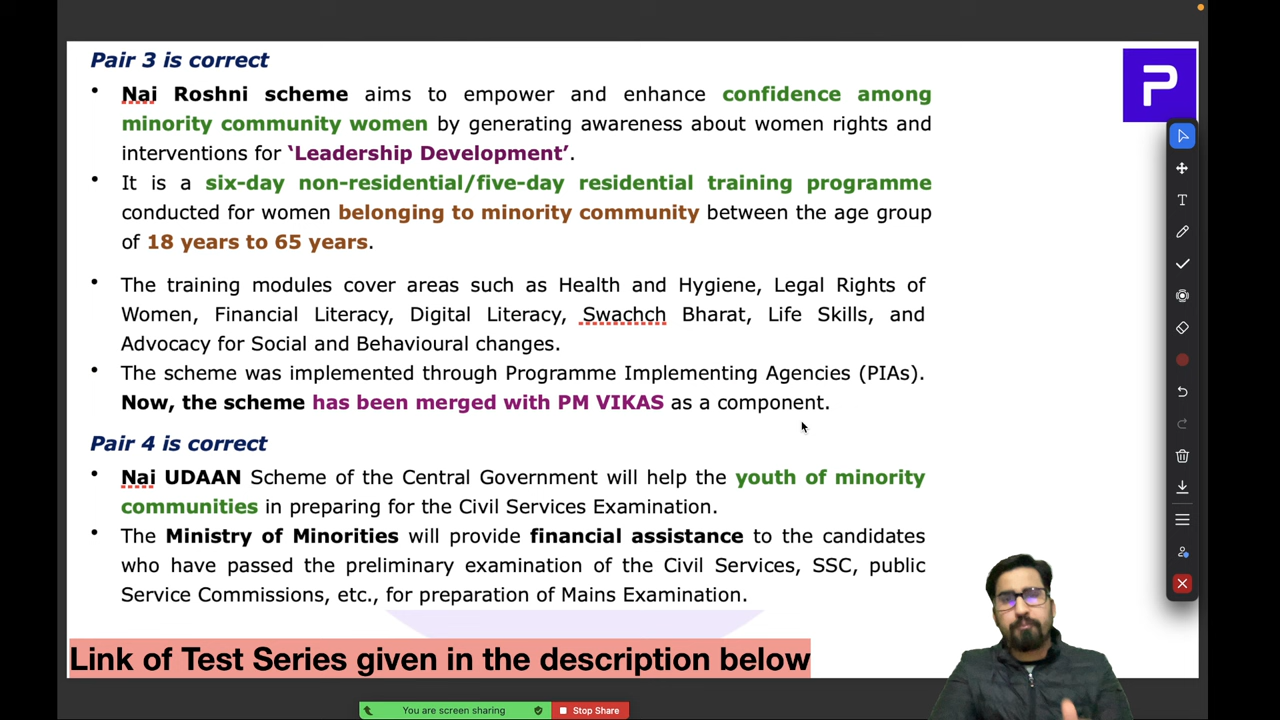 Pair 3 is correct
• Nai Roshni scheme aims to empower and enhance confidence among
minority community women by generating awareness about women rights and
interventions for ‘Leadership Development’.
• It is a six-day non-residential/five-day residential training programme
conducted for women belonging to minority community between the age group
of 18 years to 65 years.
• The training modules cover areas such as Health and Hygiene, Legal Rights of
Women, Financial Literacy, Digital Literacy, Swachch Bharat, Life Skills, and
Advocacy for Social and Behavioural changes.
• The scheme was implemented through Programme Implementing Agencies (PIAs).
Now, the scheme has been merged with PM VIKAS as a component.
Pair 4 is correct
• Nai UDAAN Scheme of the Central Government will help the youth of minority
communities in preparing for the Civil Services Examination.
• The Ministry of Minorities will provide financial assistance to the candidates
who have passed the preliminary examination of the Civil Services, SSC, public
Service Commissions, etc., for preparation of Mains Examination.
Link of Test Series given in the description below
You are screen sharing
Stop Share
P
T